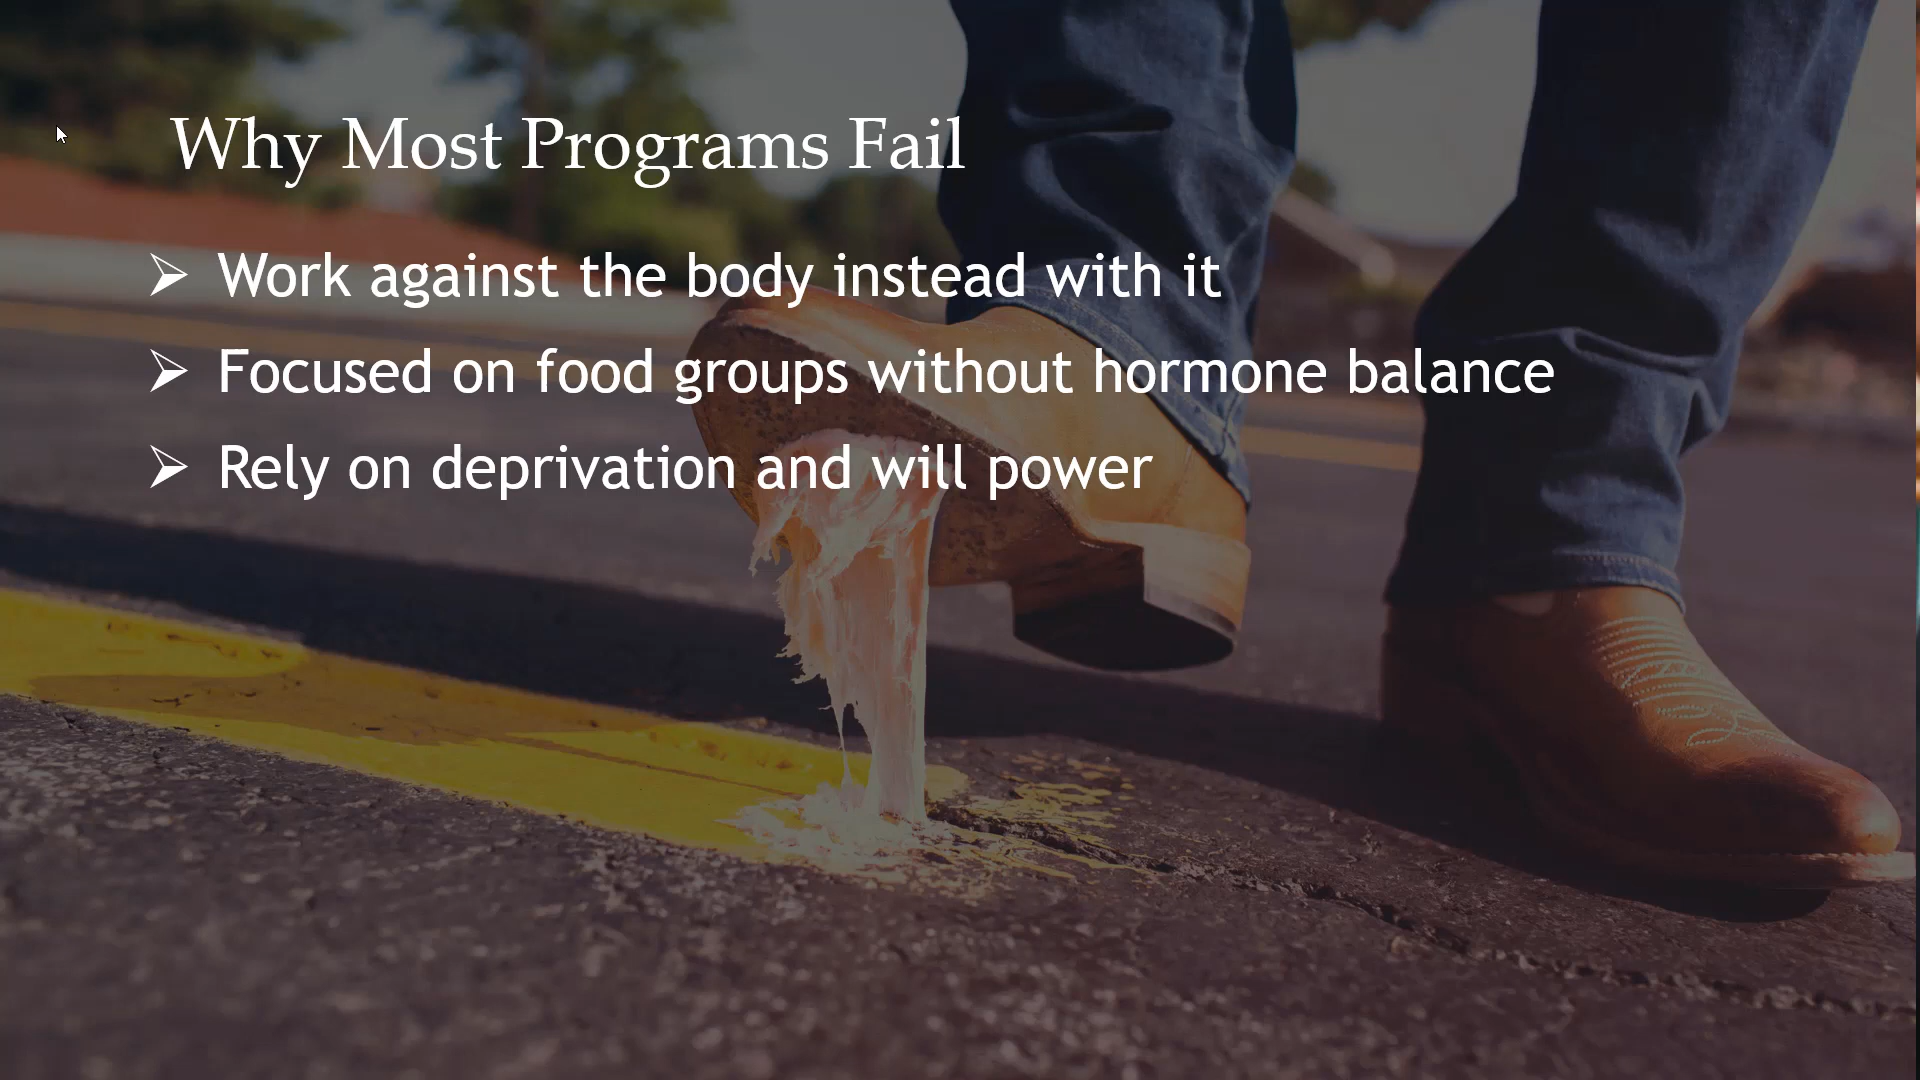 Why Most Programs Fail
Work against the body instead with it
Focused on food groups without hormone balance
Rely on deprivation and will power